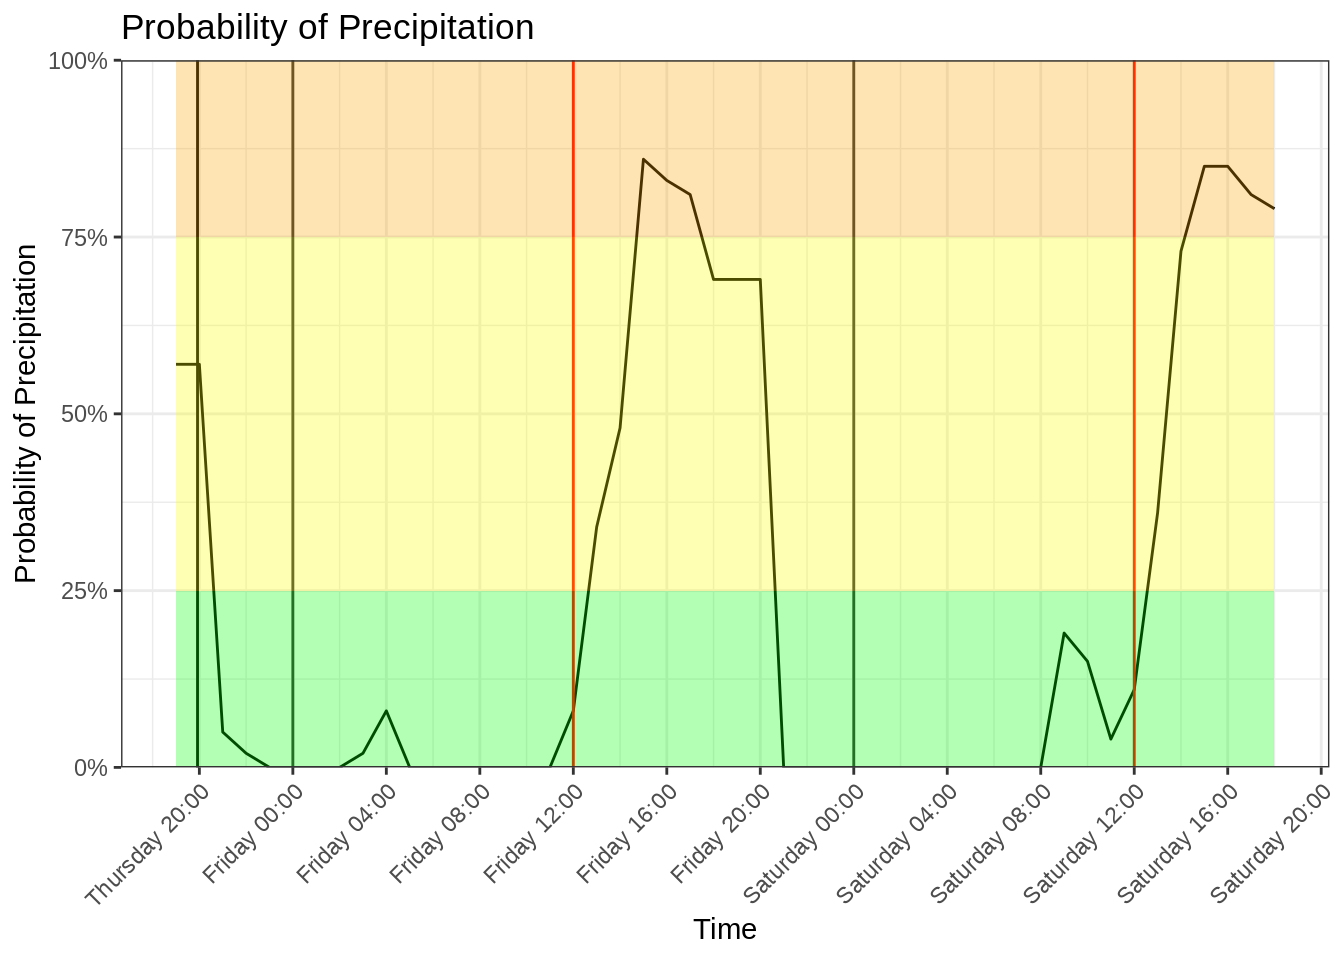 Probability of Precipitation
Probability of Precipitation
100%
75%
50%
25%
0%
Thursday 20:00
Friday 00:00
Friday 04:00
Friday 08:00
Friday 12:00
Friday 16:00
Friday 20:00
Saturday 00:00
Saturday 04:00
Saturday 08:00
Saturday 12:00
Saturday 16:00
Saturday 20:00
Time